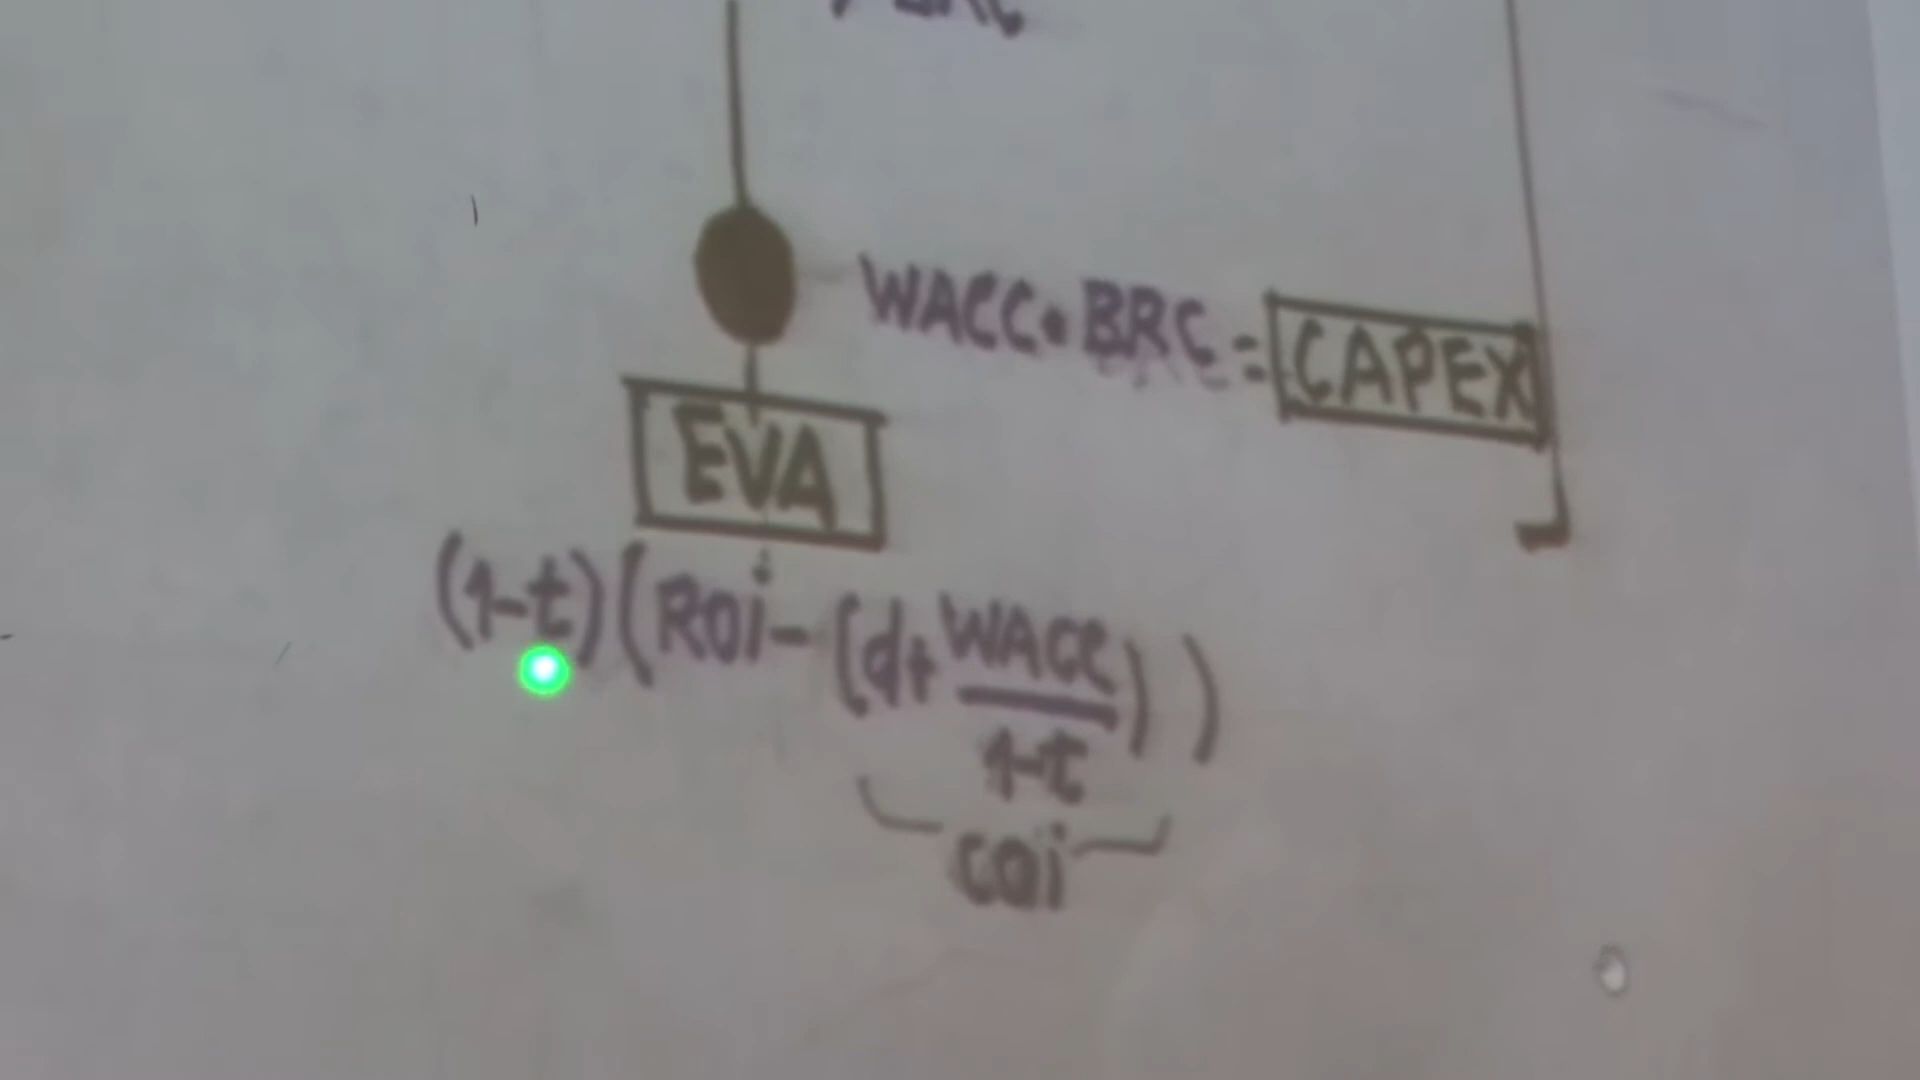 WACC•BRC=CAPEX
EVA
(1-t)(ROi-(d+WACC/1-t))
COi